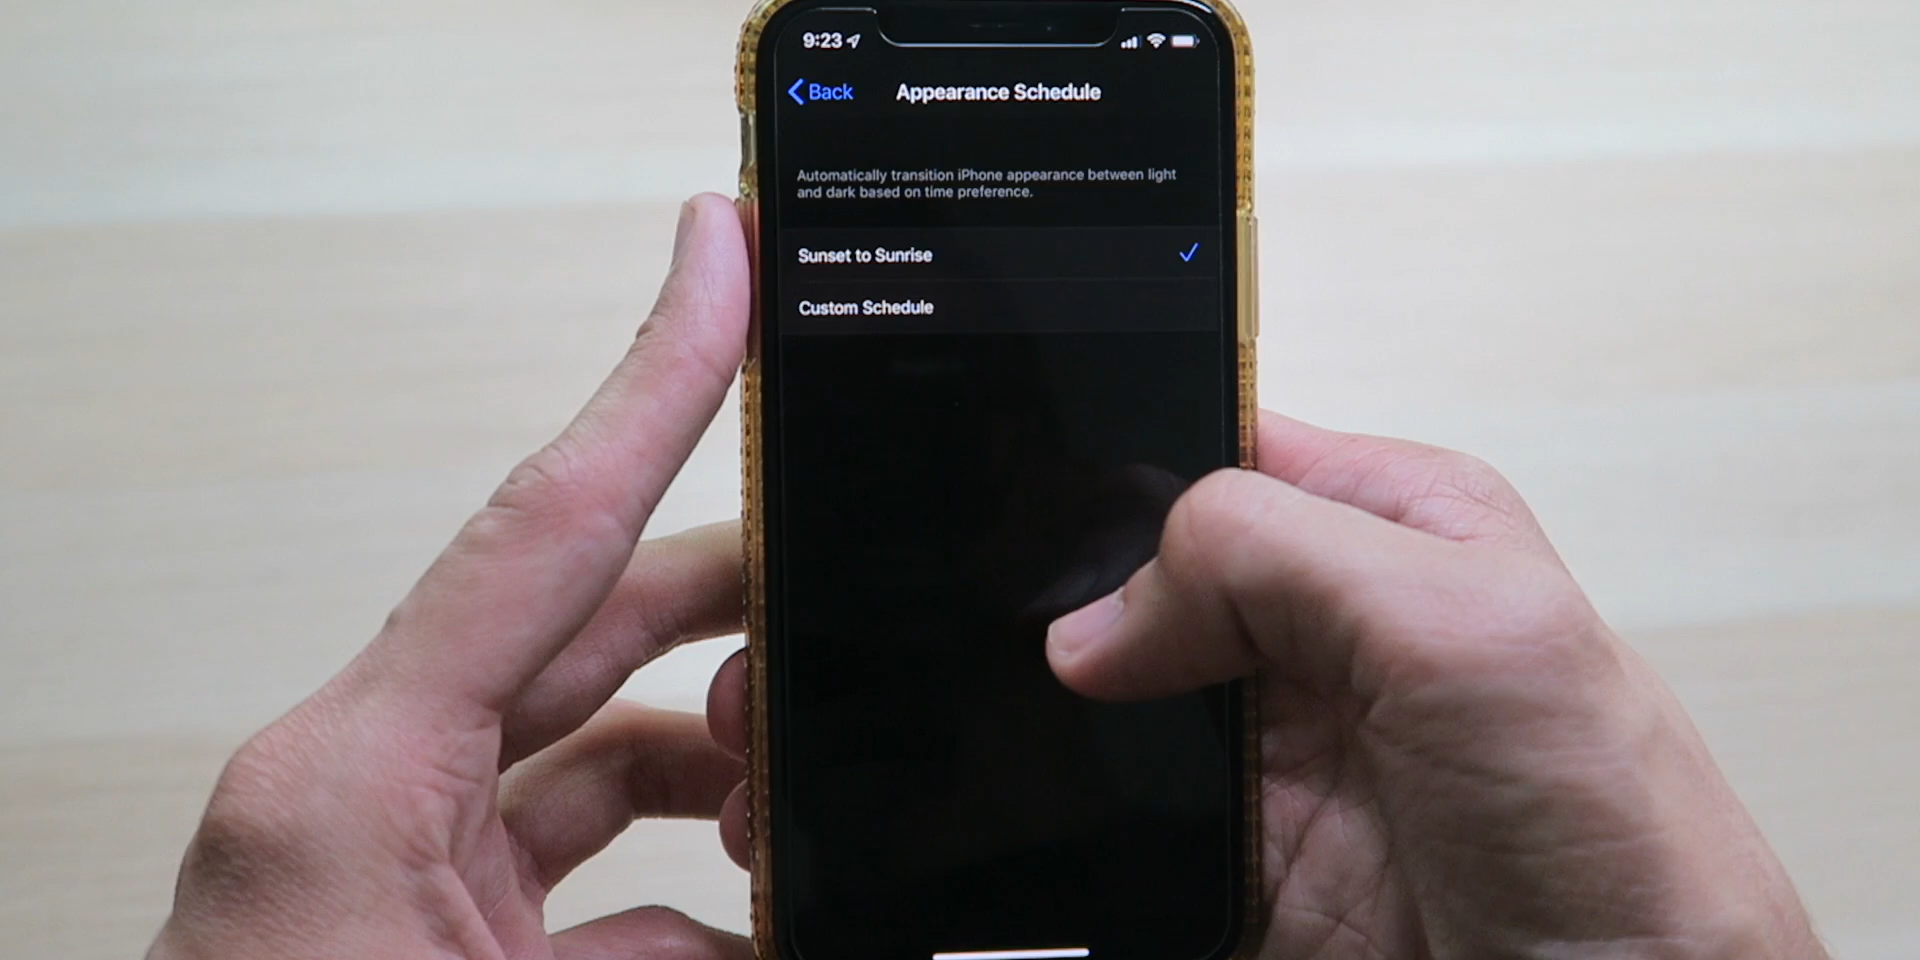 9:23
Back
Appearance Schedule
Automatically transition iPhone appearance between light
and dark based on time preference.
Sunset to Sunrise
Custom Schedule